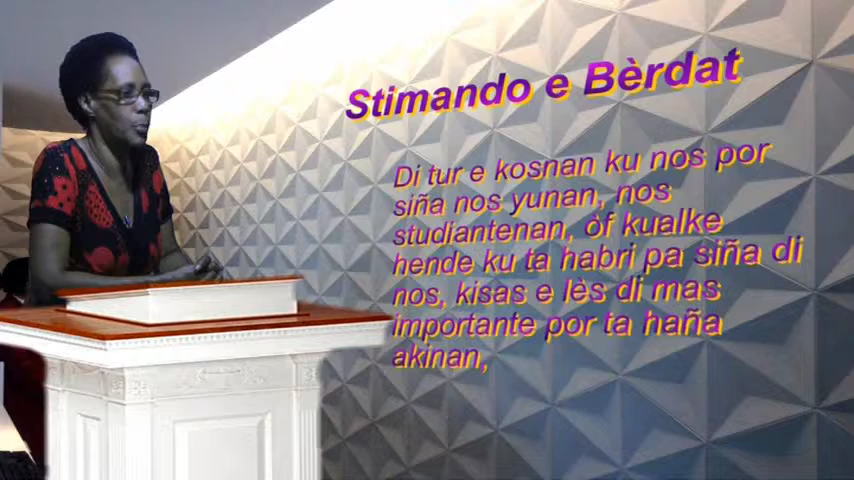 Stimando e Bèrdat
Di tur e kosnan ku nos por
siña nos yunan, nos
studiantenan, òf kualke
hende ku ta habri pa siña di
nos, kisas e lès di mas
importante por ta haña
akinan,